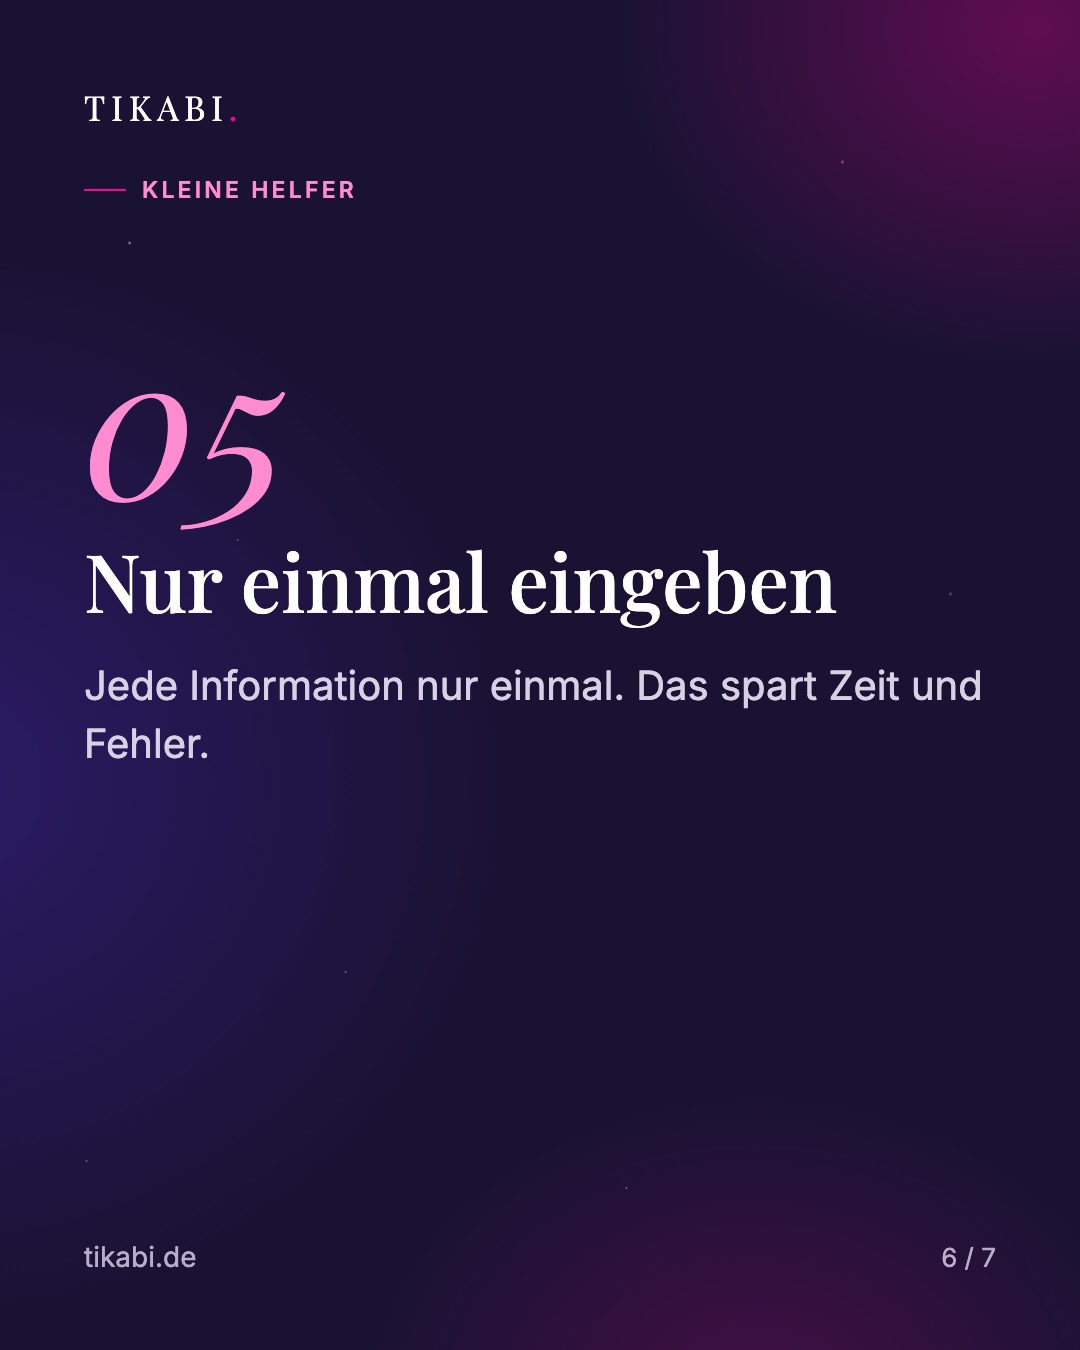 TIKABI.
KLEINE HELFER
05
Nur einmal eingeben
Jede Information nur einmal. Das spart Zeit und
Fehler.
tikabi.de
6 / 7